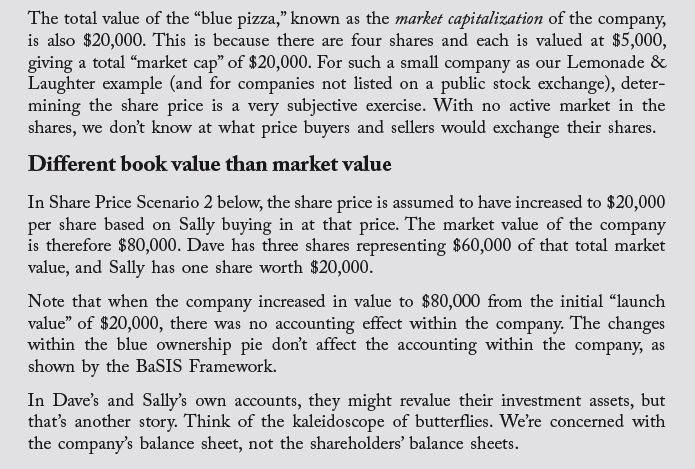 The total value of the “blue pizza,” known as the market capitalization of the company,
is also $20,000. This is because there are four shares and each is valued at $5,000,
giving a total “market cap” of $20,000. For such a small company as our Lemonade &
Laughter example (and for companies not listed on a public stock exchange), deter-
mining the share price is a very subjective exercise. With no active market in the
shares, we don’t know at what price buyers and sellers would exchange their shares.
Different book value than market value
In Share Price Scenario 2 below, the share price is assumed to have increased to $20,000
per share based on Sally buying in at that price. The market value of the company
is therefore $80,000. Dave has three shares representing $60,000 of that total market
value, and Sally has one share worth $20,000.
Note that when the company increased in value to $80,000 from the initial “launch
value” of $20,000, there was no accounting effect within the company. The changes
within the blue ownership pie don’t affect the accounting within the company, as
shown by the BaSIS Framework.
In Dave’s and Sally’s own accounts, they might revalue their investment assets, but
that’s another story. Think of the kaleidoscope of butterflies. We’re concerned with
the company’s balance sheet, not the shareholders’ balance sheets.